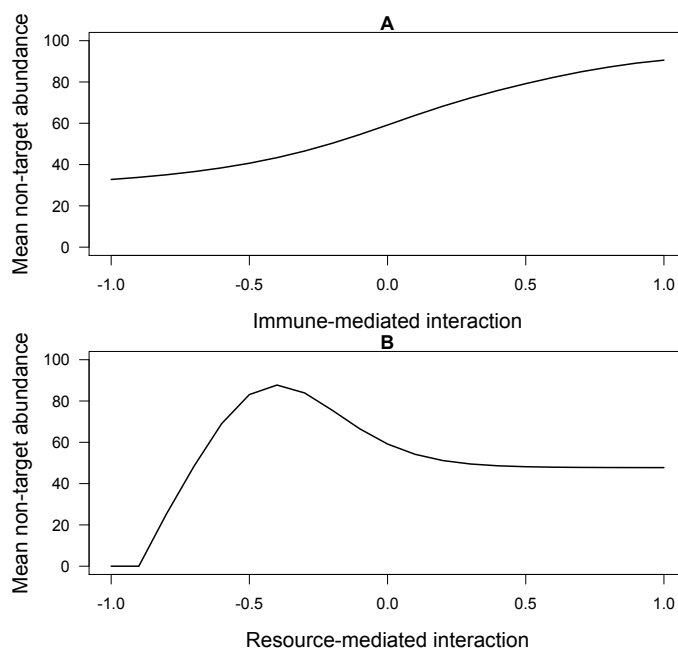 A
Mean non-target abundance
100
80
60
40
20
0
-1.0 -0.5 0.0 0.5 1.0
Immune-mediated interaction
B
Mean non-target abundance
100
80
60
40
20
0
-1.0 -0.5 0.0 0.5 1.0
Resource-mediated interaction